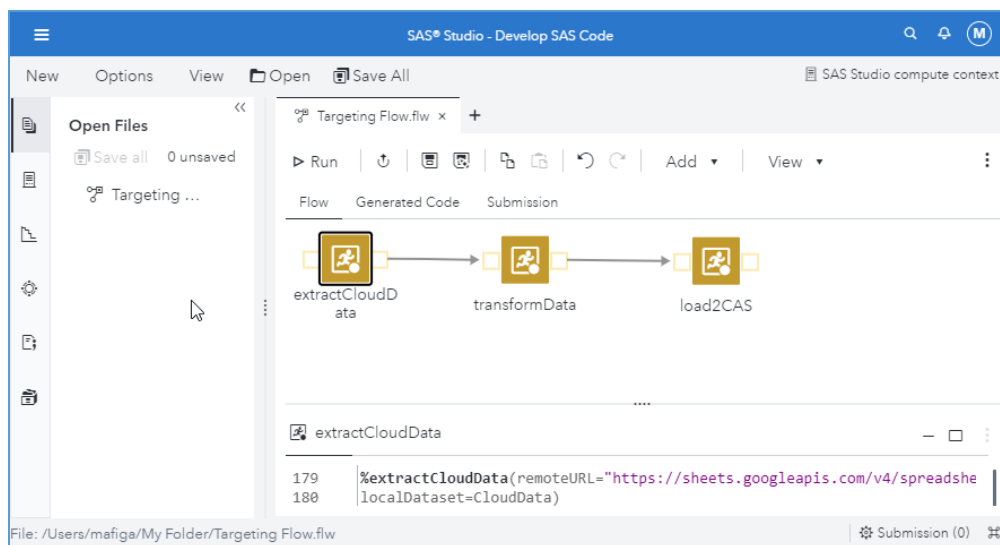 SAS® Studio - Develop SAS Code
M
New Options View Open Save All SAS Studio compute context
Open Files
Save all 0 unsaved
Targeting ...
Targeting Flow.flw × +
Run Add View
Flow Generated Code Submission
extractCloudD
ata
transformData
load2CAS
extractCloudData
179 %extractCloudData(remoteURL="https://sheets.googleapis.com/v4/spreadshe
180 localDataset=CloudData)
File: /Users/mafiga/My Folder/Targeting Flow.flw Submission (0)